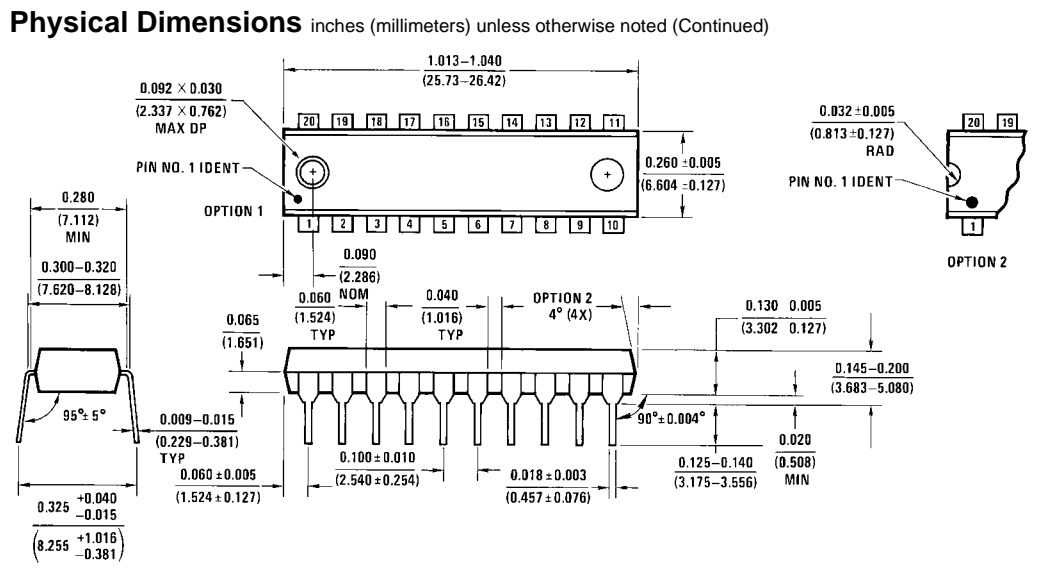 Physical Dimensions inches (millimeters) unless otherwise noted (Continued)
1.013–1.040
(25.73–26.42)
0.092 × 0.030
(2.337 × 0.762)
MAX DP
20 19 18 17 16 15 14 13 12 11
PIN NO. 1 IDENT
OPTION 1
1 2 3 4 5 6 7 8 9 10
0.260 ±0.005
(6.604 ±0.127)
0.032 ±0.005
(0.813 ±0.127)
RAD
20 19
PIN NO. 1 IDENT
1
OPTION 2
0.280
(7.112)
MIN
0.300–0.320
(7.620–8.128)
0.090
(2.286)
NOM
0.060
(1.524)
TYP
0.040
(1.016)
TYP
OPTION 2
4° (4X)
0.065
(1.651)
0.130 0.005
(3.302 0.127)
0.145–0.200
(3.683–5.080)
95°± 5°
0.009–0.015
(0.229–0.381)
TYP
90°±0.004°
0.020
(0.508)
MIN
0.125–0.140
(3.175–3.556)
0.100 ±0.010
(2.540 ±0.254)
0.018 ±0.003
(0.457 ±0.076)
0.060 ±0.005
(1.524 ±0.127)
0.325 +0.040
–0.015
(8.255 +1.016
–0.381)